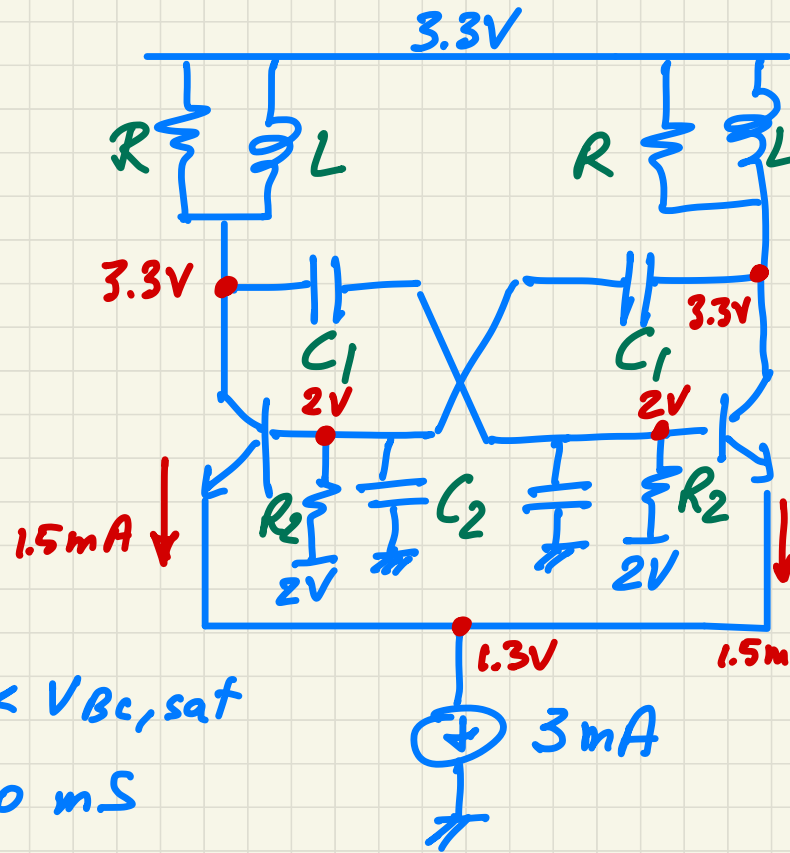 3.3V
R L R L
3.3V
3.3V
C1 C1
2V 2V
1.5mA
R2 C2 R2
2V 2V
1.3V
1.5m
< VBC,sat
3mA
0 mS